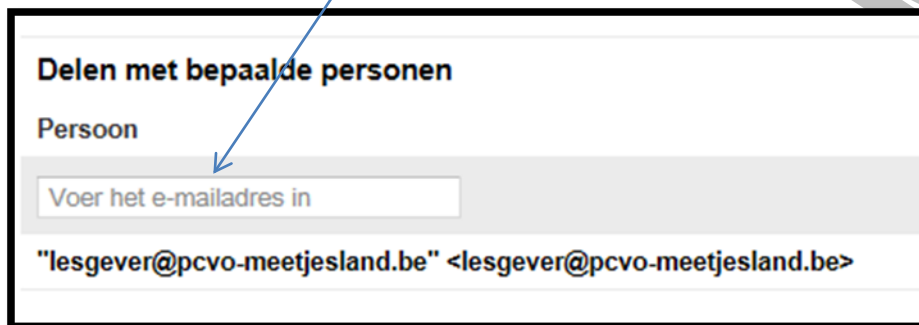 Delen met bepaalde personen
Persoon
Voer het e-mailadres in
"lesgever@pcvo-meetjesland.be" <lesgever@pcvo-meetjesland.be>